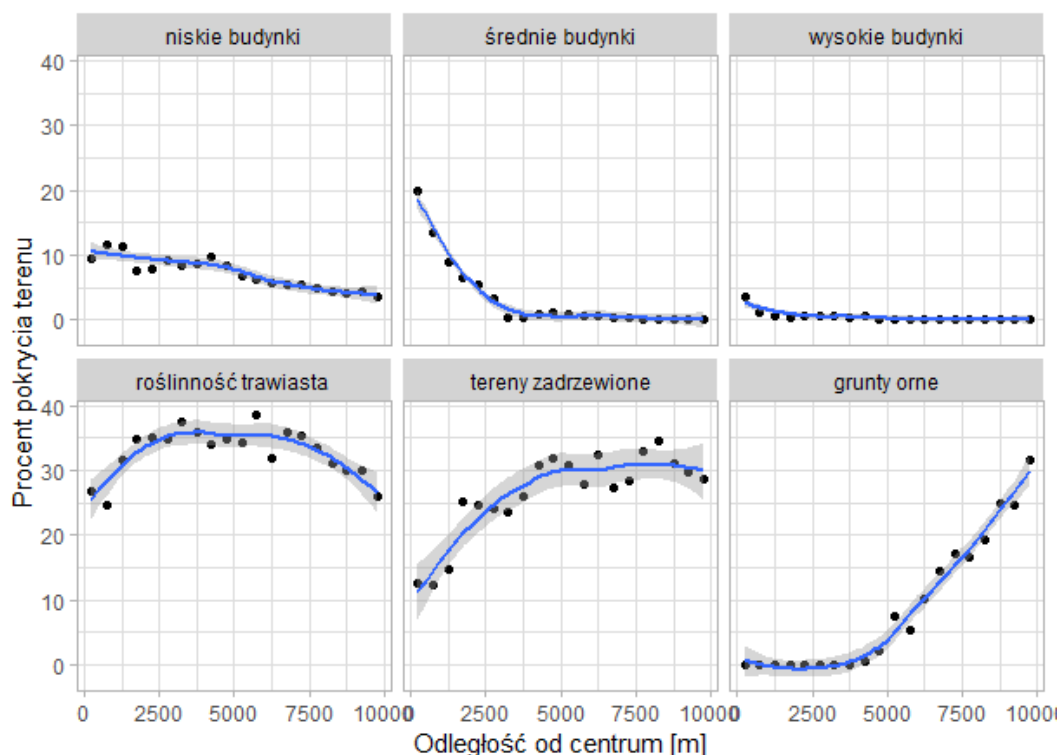 niskie budynki średnie budynki wysokie budynki
40
30
20
10
0
Procent pokrycia terenu
roślinność trawiasta tereny zadrzewione grunty orne
40
30
20
10
0
0 2500 5000 7500 10000 0 2500 5000 7500 10000 0 2500 5000 7500 10000
Odległość od centrum [m]